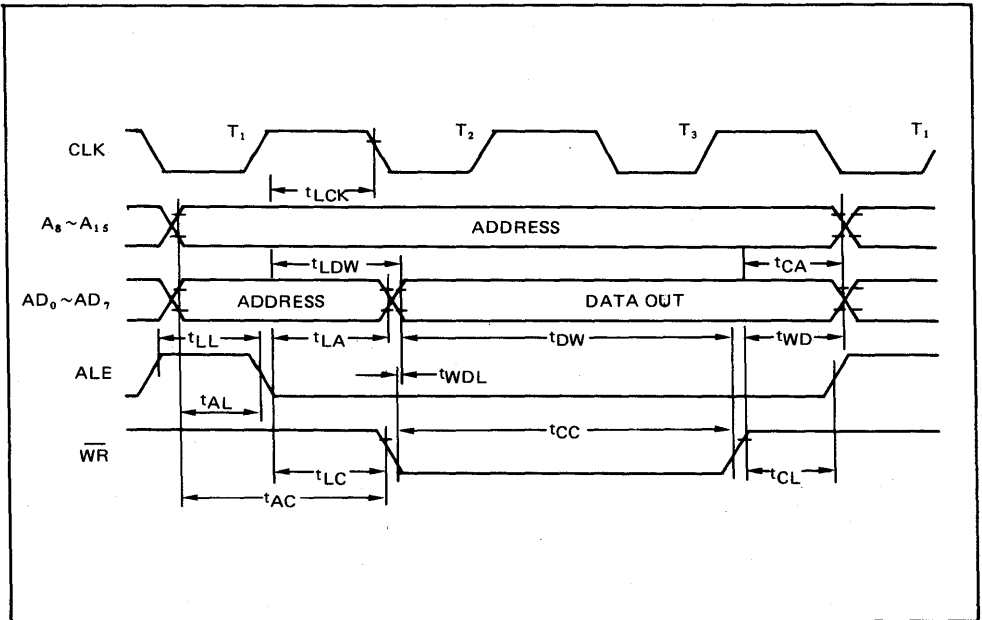 CLK T₁ T₂ T₃ T₁
tLCK
A₈~A₁₅ ADDRESS
tLDW tCA
AD₀~AD₇ ADDRESS DATA OUT
tLL tLA tDW tWD
ALE tWDL
tAL
WR tCC
tLC tCL
tAC